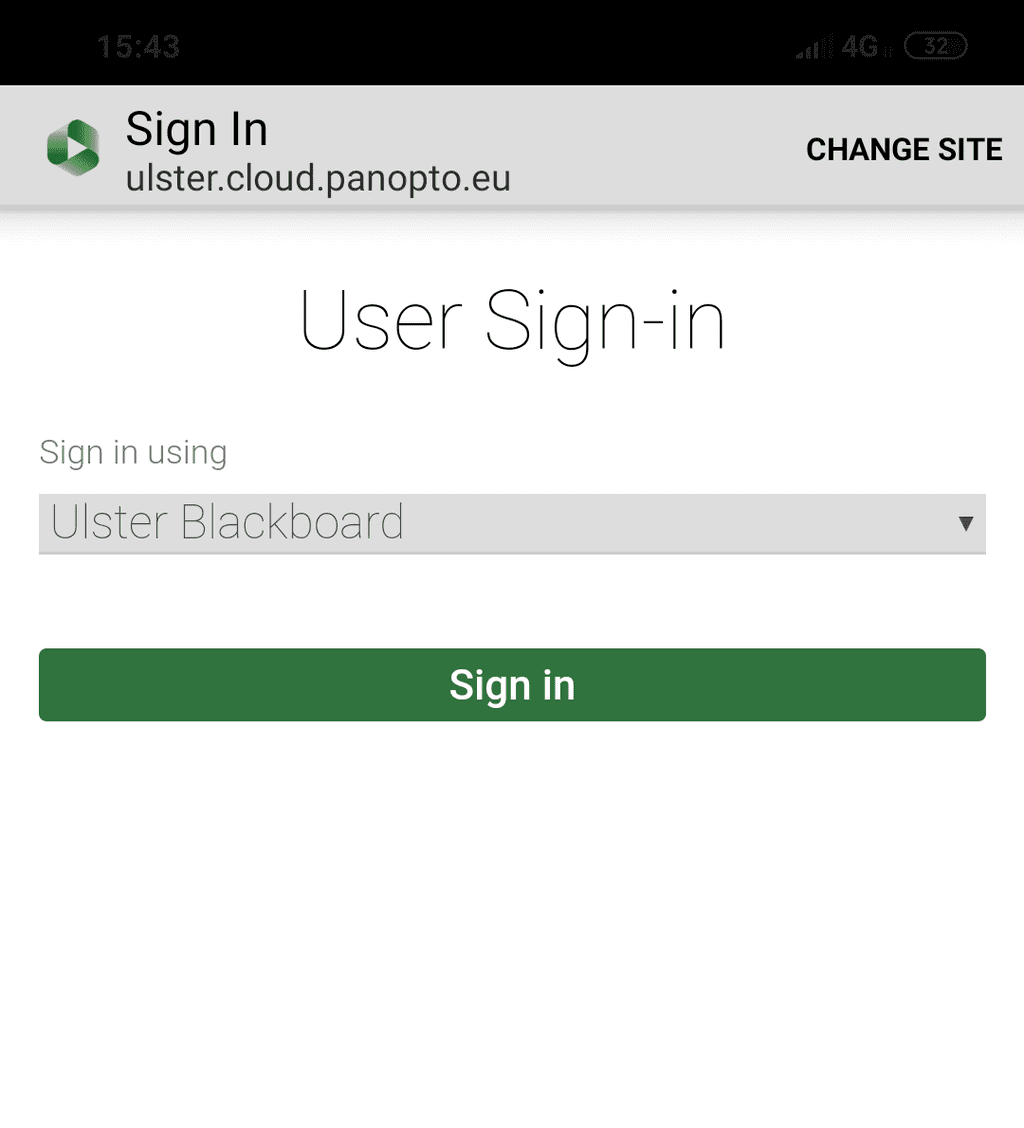 15:43 4G 32
Sign In
CHANGE SITE
ulster.cloud.panopto.eu
User Sign-in
Sign in using
Ulster Blackboard
Sign in